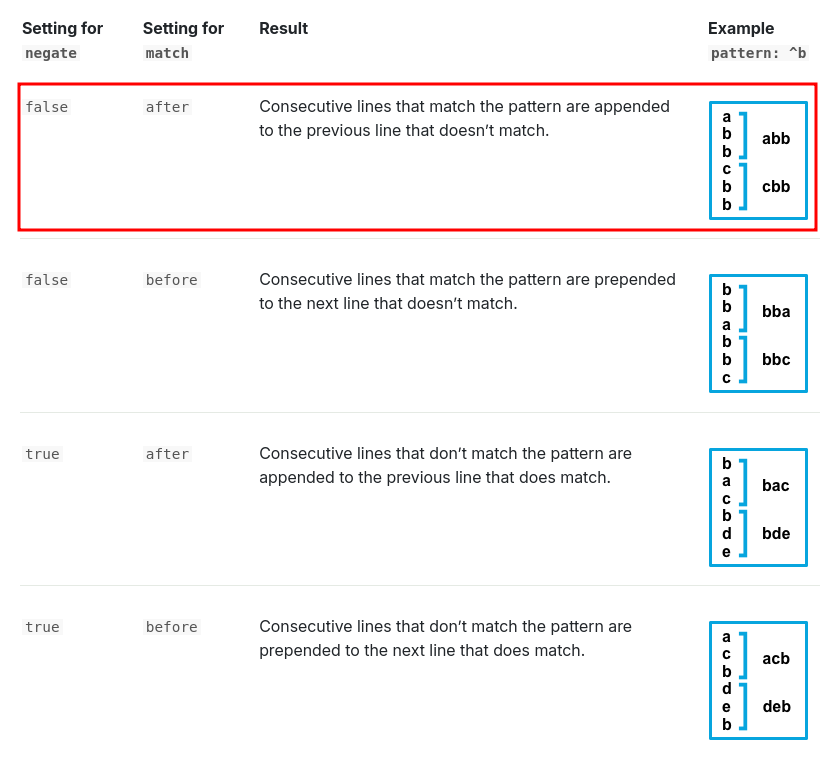 Setting for negate
Setting for match
Result
Example pattern: ^b
false
after
Consecutive lines that match the pattern are appended
to the previous line that doesn’t match.
a
b
b
c
b
b
abb
cbb
false
before
Consecutive lines that match the pattern are prepended
to the next line that doesn’t match.
b
b
a
b
b
c
bba
bbc
true
after
Consecutive lines that don’t match the pattern are
appended to the previous line that does match.
b
a
c
b
d
e
bac
bde
true
before
Consecutive lines that don’t match the pattern are
prepended to the next line that does match.
a
c
b
d
e
b
acb
deb